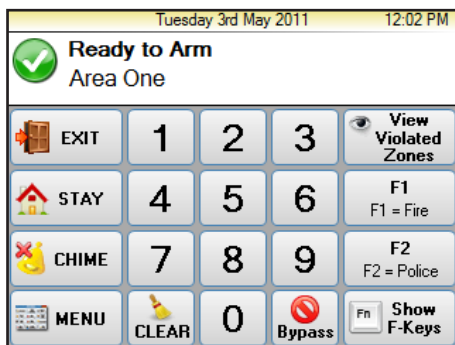 Tuesday 3rd May 2011 12:02 PM
Ready to Arm
Area One
EXIT 1 2 3 View
Violated
Zones
STAY 4 5 6 F1
F1 = Fire
CHIME 7 8 9 F2
F2 = Police
MENU CLEAR 0 Bypass Fn Show
F-Keys